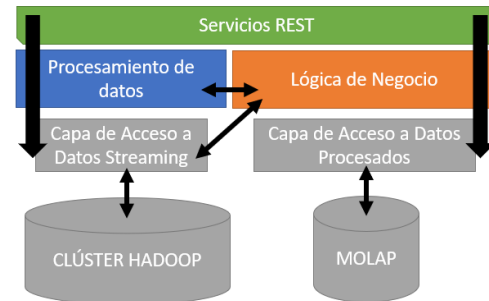 Servicios REST
Procesamiento de
datos
Lógica de Negocio
Capa de Acceso a
Datos Streaming
Capa de Acceso a Datos
Procesados
CLÚSTER HADOOP
MOLAP